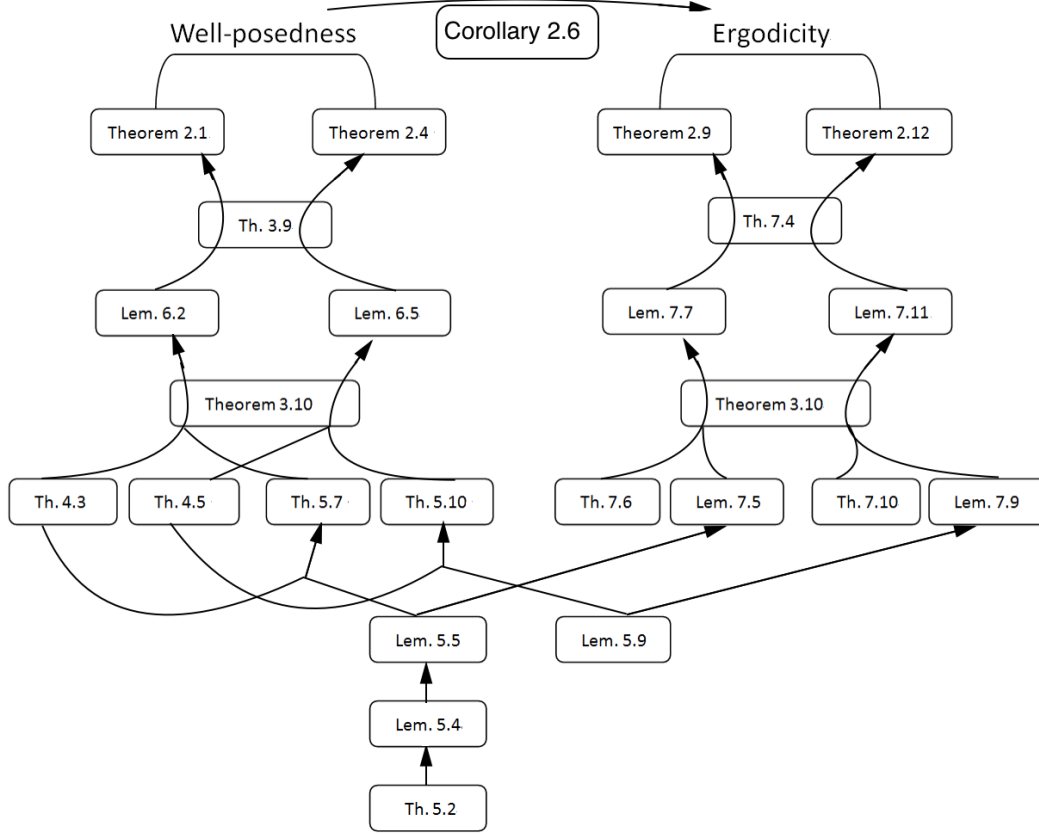 Corollary 2.6
Well-posedness
Ergodicity
Theorem 2.1
Theorem 2.4
Theorem 2.9
Theorem 2.12
Th. 3.9
Th. 7.4
Lem. 6.2
Lem. 6.5
Lem. 7.7
Lem. 7.11
Theorem 3.10
Theorem 3.10
Th. 4.3
Th. 4.5
Th. 5.7
Th. 5.10
Th. 7.6
Lem. 7.5
Th. 7.10
Lem. 7.9
Lem. 5.5
Lem. 5.9
Lem. 5.4
Th. 5.2